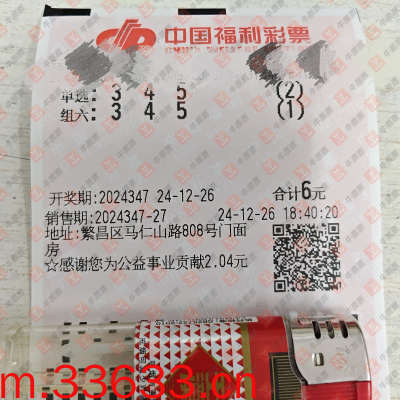 中国福利彩票
单选: 3 4 5 (2)
组六: 3 4 5 (1)
开奖期:2024347 24-12-26 合计6元
销售期:2024347-27 24-12-26 18:40:20
地址:繁昌区马仁山路808号门面
房
☆感谢您为公益事业贡献2.04元
m.33633.cn